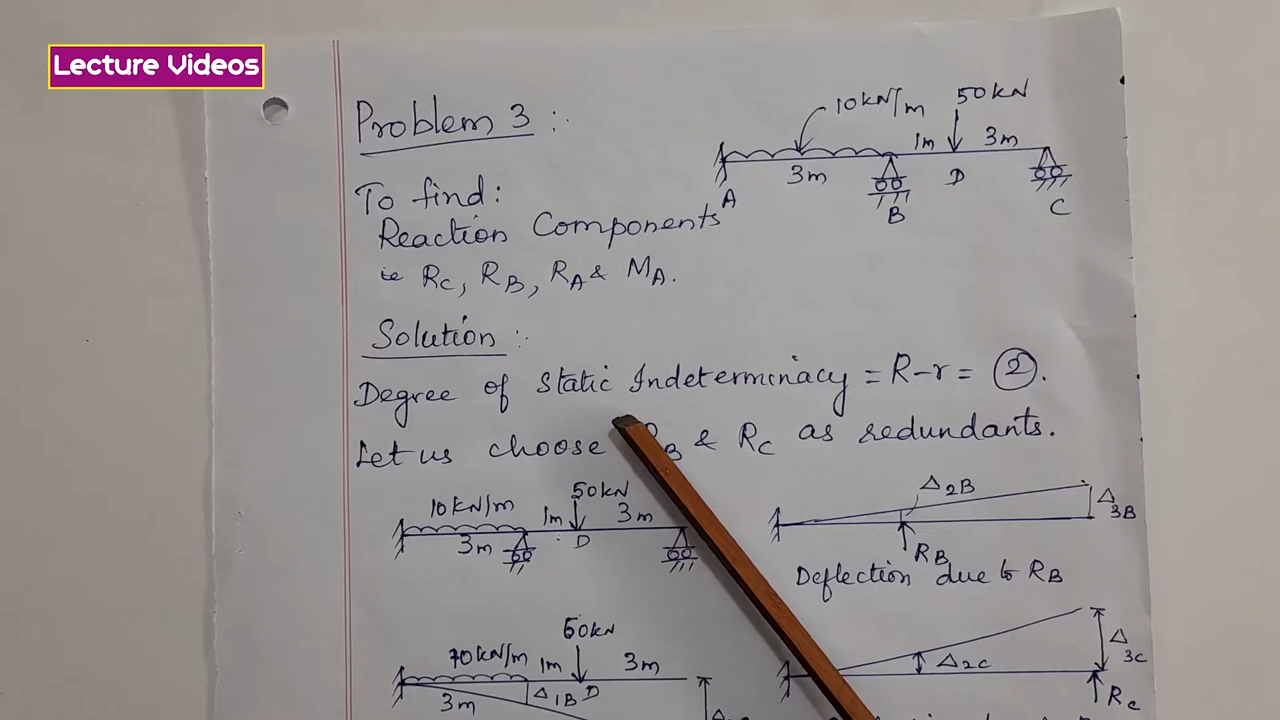 Lecture Videos
Problem 3 :-
10kN/m 50kN
1m 3m
3m
A B D C
To find:
Reaction Components
ie RC, RB, RA & MA.
Solution :
Degree of Static Indeterminacy = R-r = 2.
Let us choose RB & RC as redundants.
10kN/m 50kN
1m 3m
3m D
Δ2B Δ3B
RB
Deflection due to RB
50kN
10kN/m 1m 3m
3m Δ1B D
Δ2C Δ3C
RC